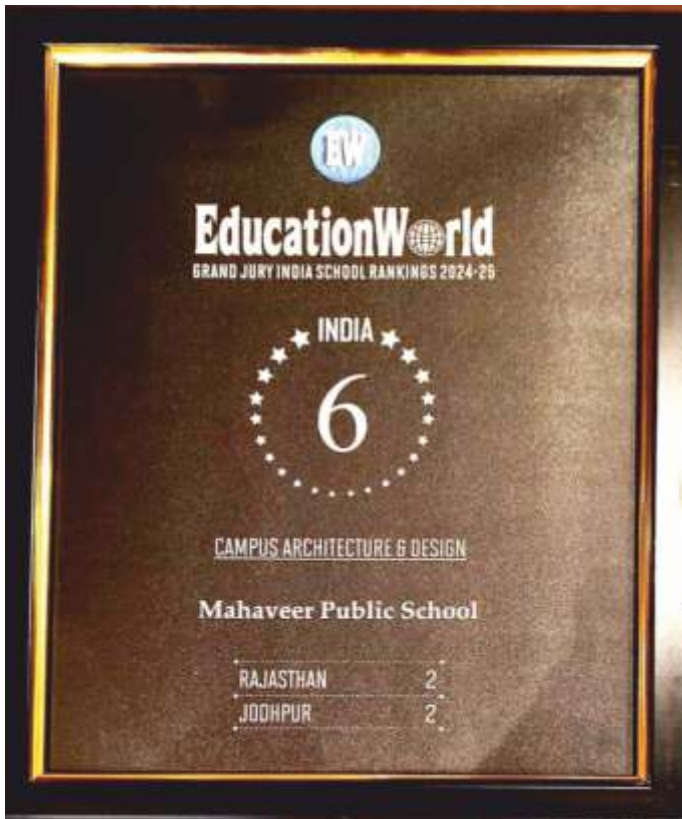 EW
EducationWorld
GRAND JURY INDIA SCHOOL RANKINGS 2024-25
INDIA
6
CAMPUS ARCHITECTURE & DESIGN
Mahaveer Public School
RAJASTHAN 2
JODHPUR 2